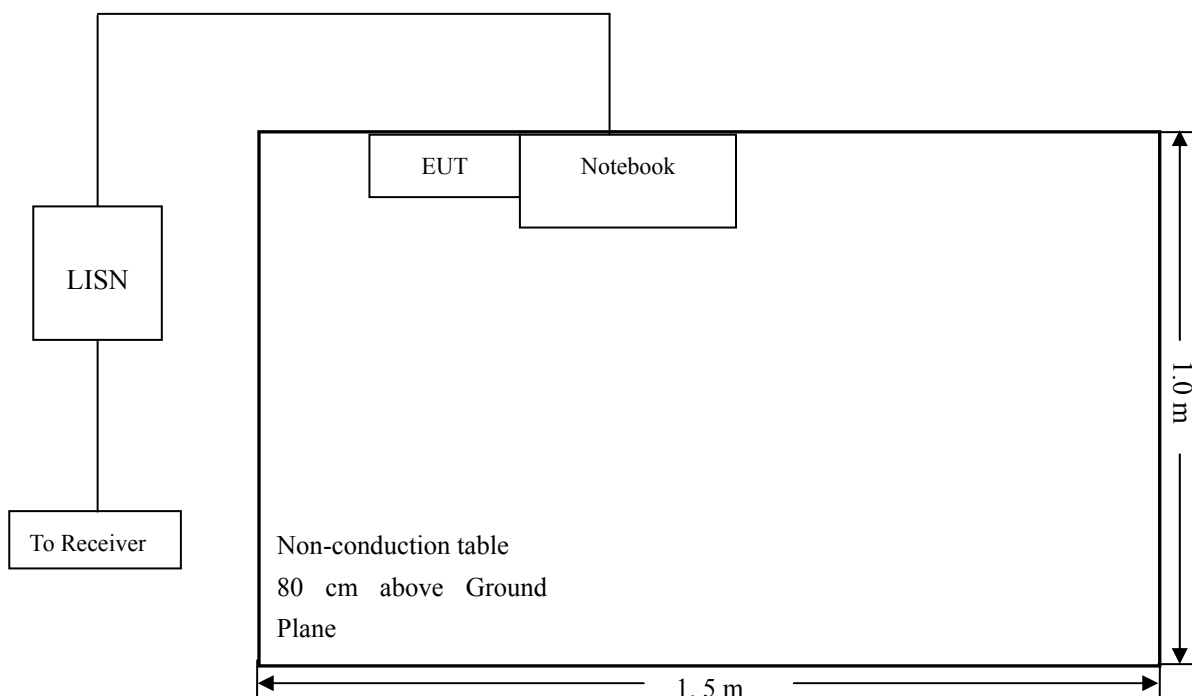 EUT
Notebook
LISN
1.0 m
To Receiver
Non-conduction table
80 cm above Ground
Plane
1. 5 m